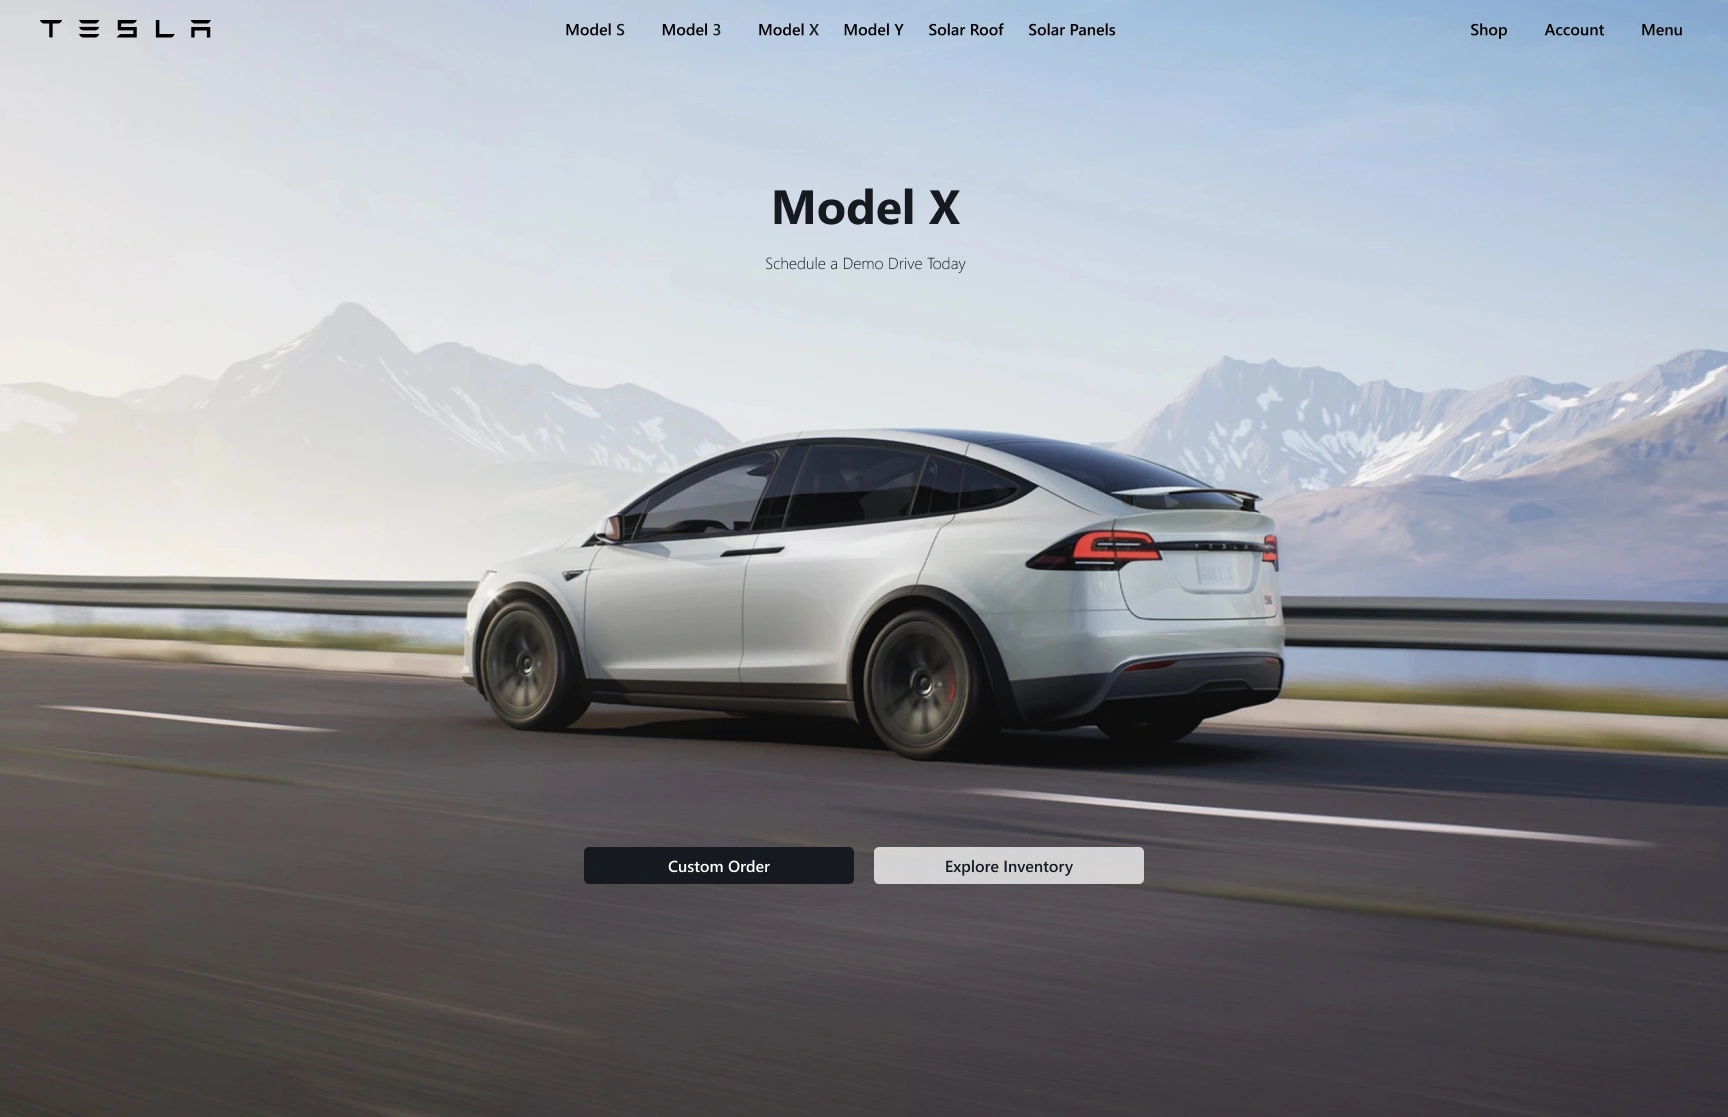 TESLA
Model S Model 3 Model X Model Y Solar Roof Solar Panels
Shop Account Menu
Model X
Schedule a Demo Drive Today
TESLA
Custom Order Explore Inventory